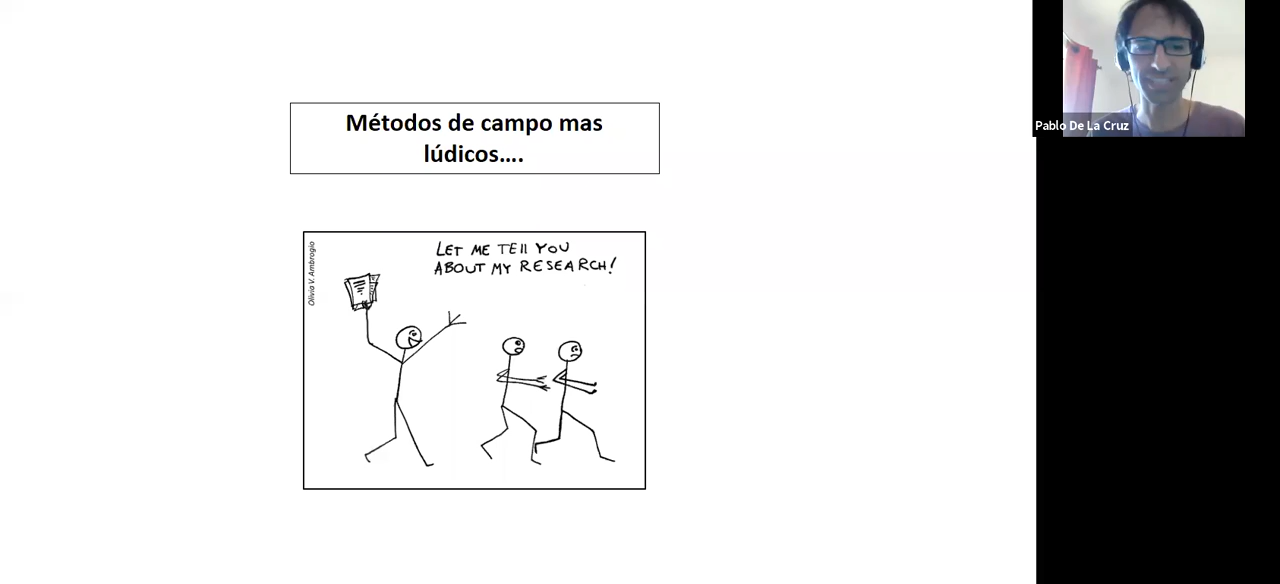 Métodos de campo mas
lúdicos....
Olivia V. Ambrogio
LET ME TELL YOU
ABOUT MY RESEARCH!
Pablo De La Cruz